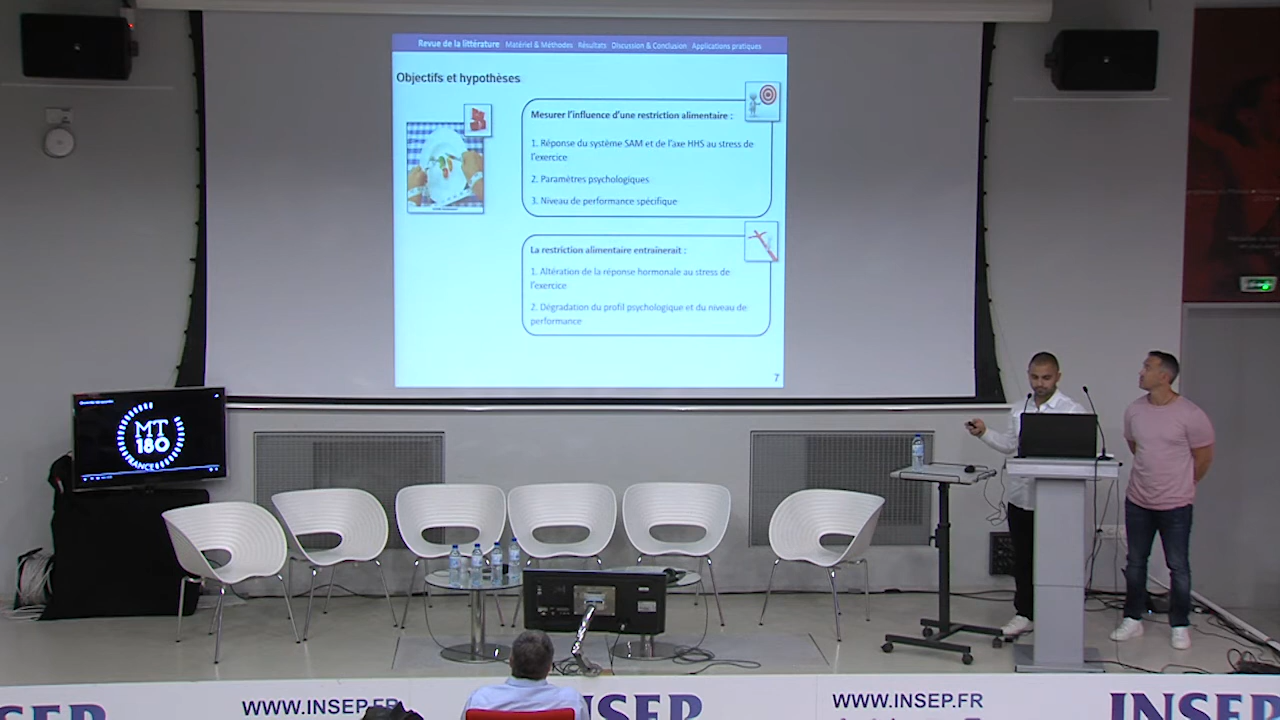 Revue de la littérature Matériel & Méthodes Résultats Discussion & Conclusion Applications pratiques
Objectifs et hypothèses
Mesurer l'influence d'une restriction alimentaire :
1. Réponse du système SAM et de l'axe HHS au stress de
l'exercice
2. Paramètres psychologiques
3. Niveau de performance spécifique
La restriction alimentaire entraînerait :
1. Altération de la réponse hormonale au stress de
l'exercice
2. Dégradation du profil psychologique et du niveau de
performance
7
MT
180
FRANCE
WWW.INSEP.FR
INSEP
WWW.INSEP.FR
INSEP